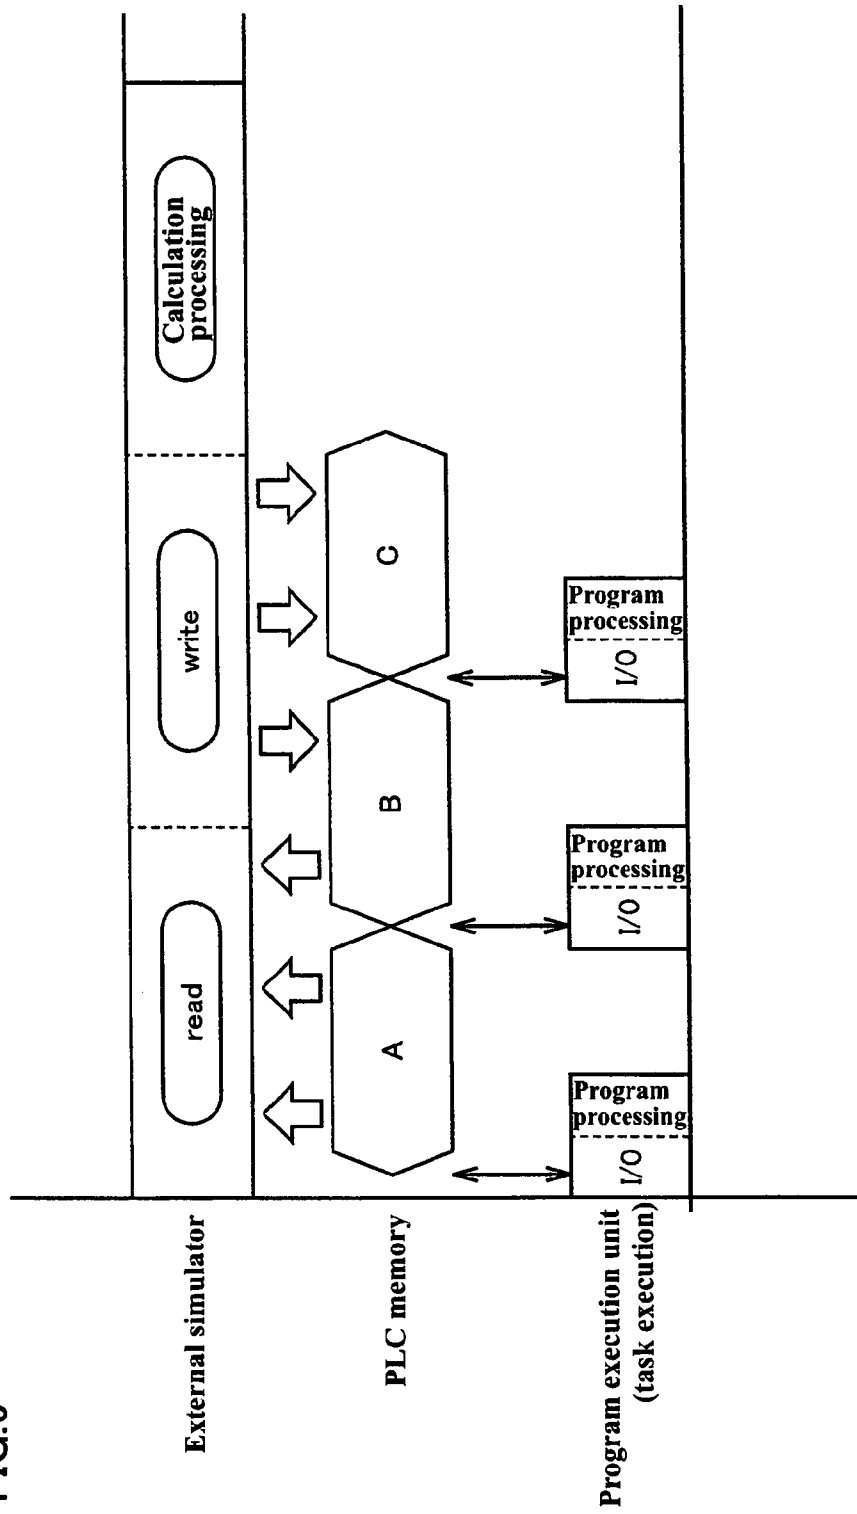 External simulator
read
write
Calculation
processing
PLC memory
A
B
C
Program execution unit
(task execution)
I/O
Program
processing
I/O
Program
processing
I/O
Program
processing